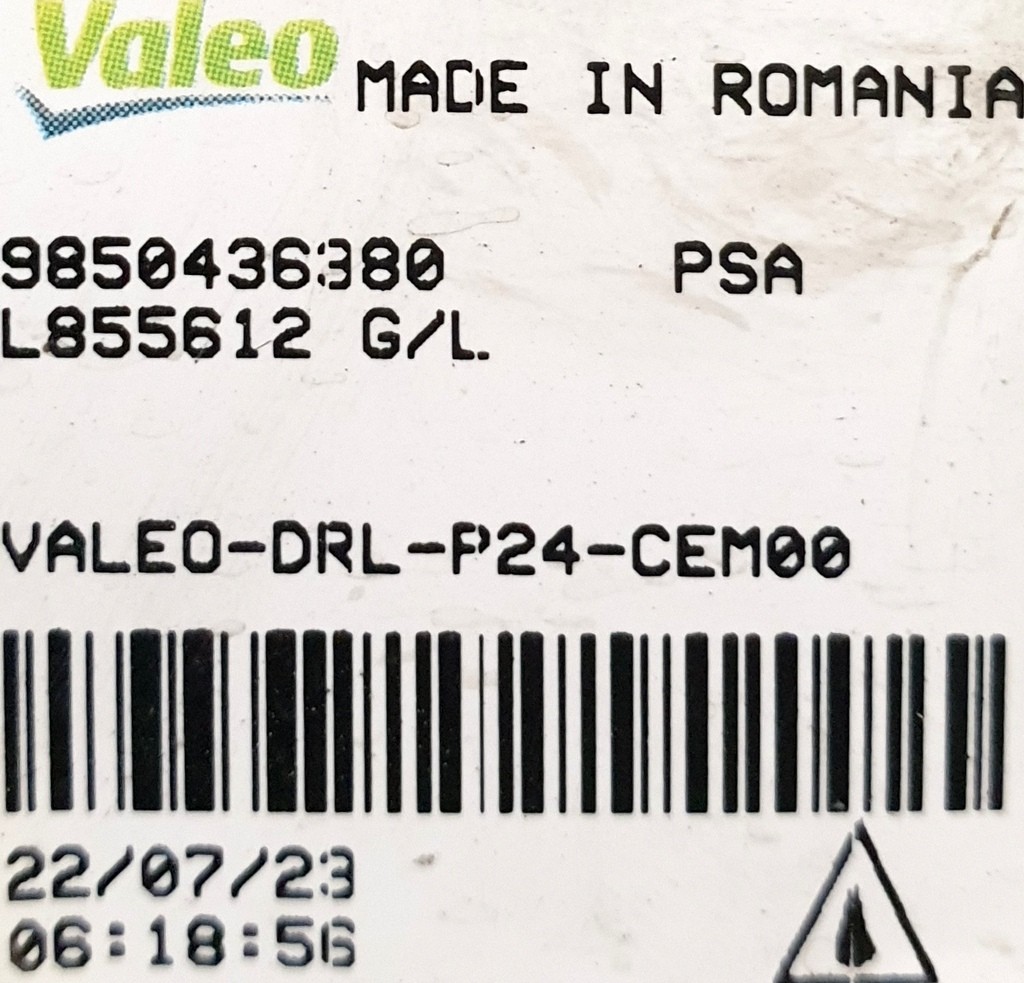 Valeo MADE IN ROMANIA
9850436380 PSA
L855612 G/L.
VALEO-DRL-P24-CEM00
22/07/23
06:18:56